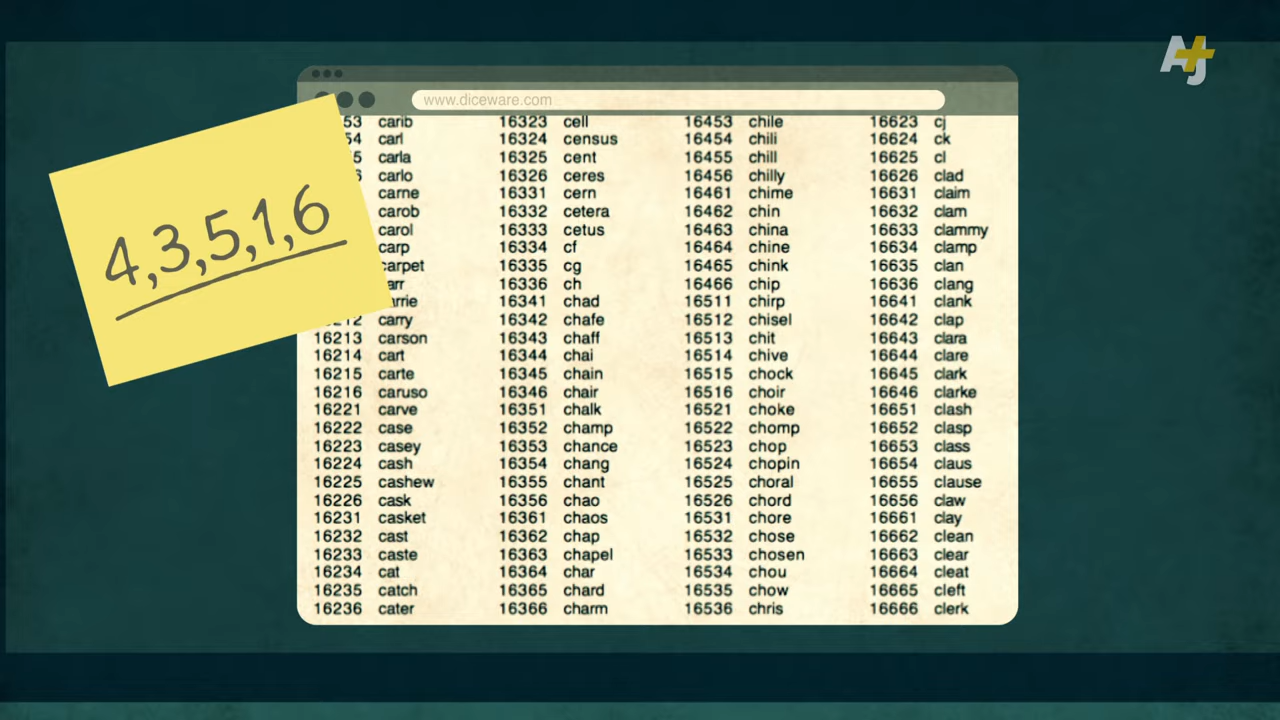 AJ+
www.diceware.com
4,3,5,1,6
53 carib 16323 cell 16453 chile 16623 cj
54 carl 16324 census 16454 chili 16624 ck
5 carla 16325 cent 16455 chill 16625 cl
carlo 16326 ceres 16456 chilly 16626 clad
carne 16331 cern 16461 chime 16631 claim
carob 16332 cetera 16462 chin 16632 clam
carol 16333 cetus 16463 china 16633 clammy
carp 16334 cf 16464 chine 16634 clamp
carpet 16335 cg 16465 chink 16635 clan
arr 16336 ch 16466 chip 16636 clang
rrie 16341 chad 16511 chirp 16641 clank
212 carry 16342 chafe 16512 chisel 16642 clap
16213 carson 16343 chaff 16513 chit 16643 clara
16214 cart 16344 chai 16514 chive 16644 clare
16215 carte 16345 chain 16515 chock 16645 clark
16216 caruso 16346 chair 16516 choir 16646 clarke
16221 carve 16351 chalk 16521 choke 16651 clash
16222 case 16352 champ 16522 chomp 16652 clasp
16223 casey 16353 chance 16523 chop 16653 class
16224 cash 16354 chang 16524 chopin 16654 claus
16225 cashew 16355 chant 16525 choral 16655 clause
16226 cask 16356 chao 16526 chord 16656 claw
16231 casket 16361 chaos 16531 chore 16661 clay
16232 cast 16362 chap 16532 chose 16662 clean
16233 caste 16363 chapel 16533 chosen 16663 clear
16234 cat 16364 char 16534 chou 16664 cleat
16235 catch 16365 chard 16535 chow 16665 cleft
16236 cater 16366 charm 16536 chris 16666 clerk